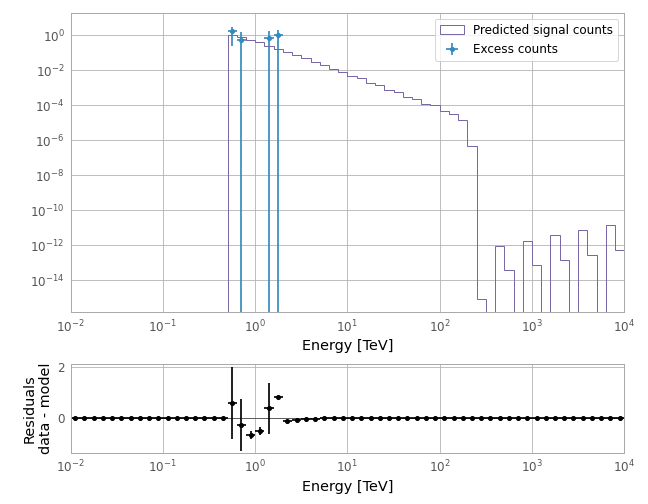 Predicted signal counts
Excess counts
10^0
10^-2
10^-4
10^-6
10^-8
10^-10
10^-12
10^-14
10^-2 10^-1 10^0 10^1 10^2 10^3 10^4
Energy [TeV]
2
0
Residuals
data - model
10^-2 10^-1 10^0 10^1 10^2 10^3 10^4
Energy [TeV]